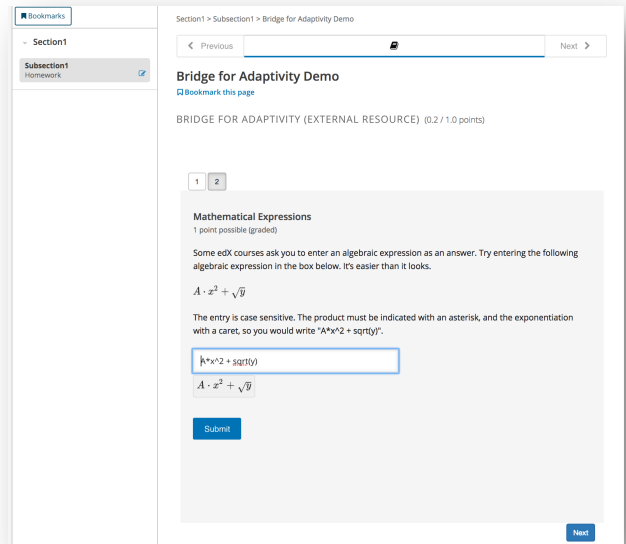 Bookmarks
Section1
Subsection1
Homework
Section1 > Subsection1 > Bridge for Adaptivity Demo
Previous
Next
Bridge for Adaptivity Demo
Bookmark this page
BRIDGE FOR ADAPTIVITY (EXTERNAL RESOURCE) (0.2 / 1.0 points)
1 2
Mathematical Expressions
1 point possible (graded)
Some edX courses ask you to enter an algebraic expression as an answer. Try entering the following
algebraic expression in the box below. It's easier than it looks.
A · x² + √y
The entry is case sensitive. The product must be indicated with an asterisk, and the exponentiation
with a caret, so you would write "A*x^2 + sqrt(y)".
A*x^2 + sqrt(y)
A · x² + √y
Submit
Next